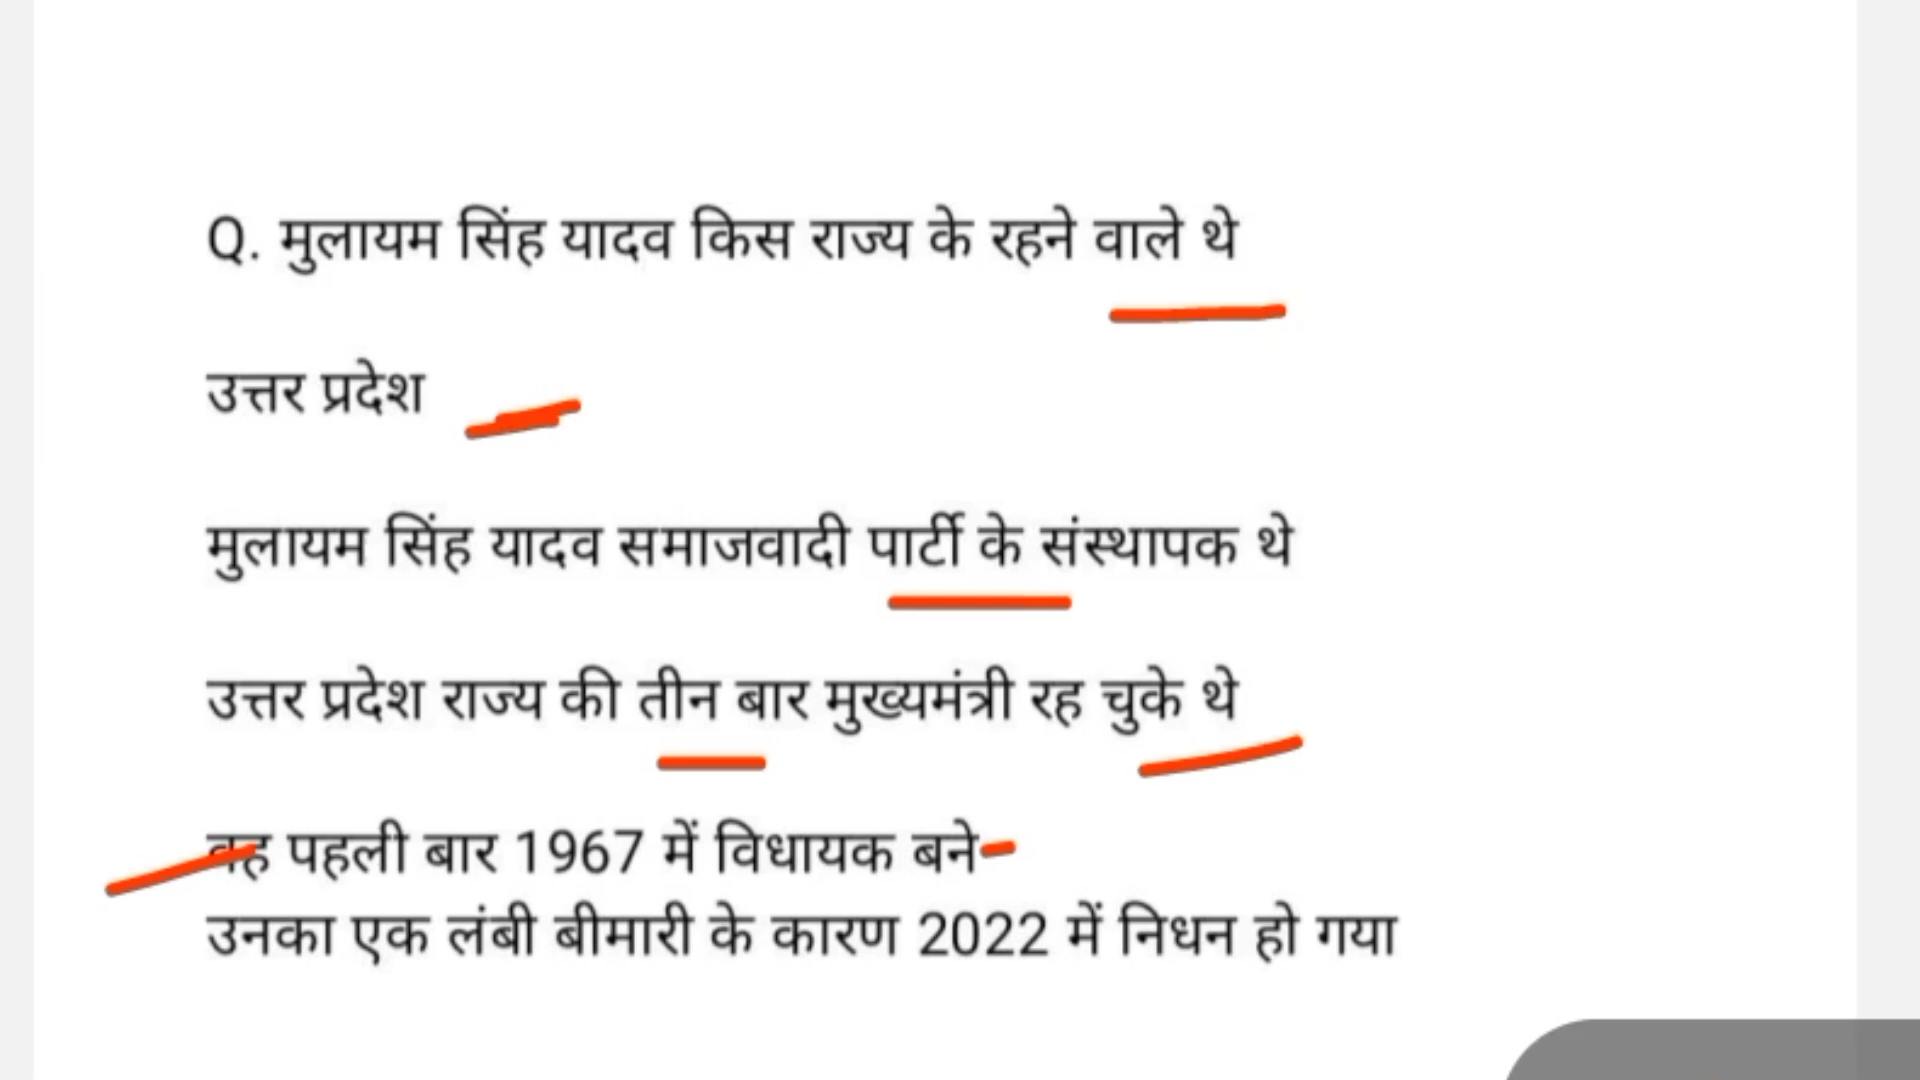 Q. मुलायम सिंह यादव किस राज्य के रहने वाले थे
उत्तर प्रदेश
मुलायम सिंह यादव समाजवादी पार्टी के संस्थापक थे
उत्तर प्रदेश राज्य की तीन बार मुख्यमंत्री रह चुके थे
वह पहली बार 1967 में विधायक बने
उनका एक लंबी बीमारी के कारण 2022 में निधन हो गया